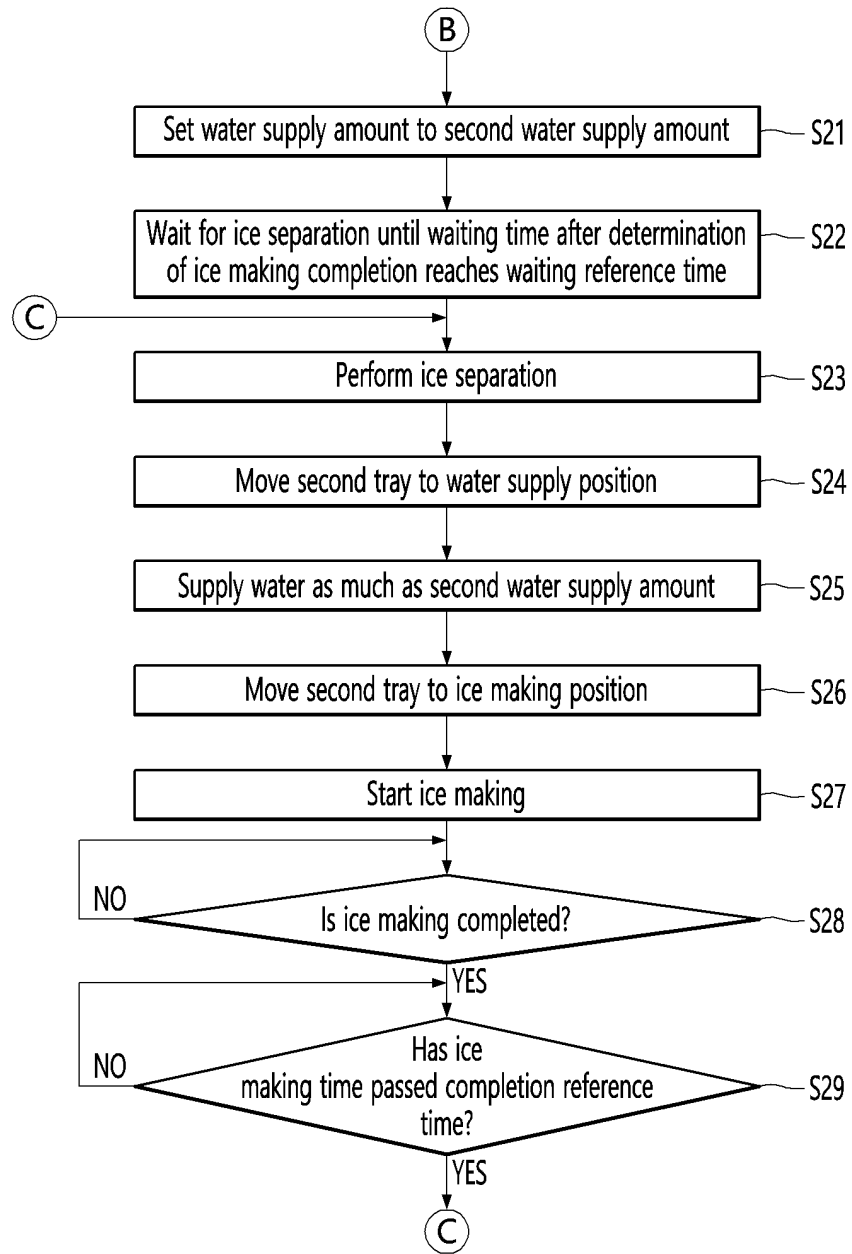 B
Set water supply amount to second water supply amount
S21
Wait for ice separation until waiting time after determination
of ice making completion reaches waiting reference time
S22
C
Perform ice separation
S23
Move second tray to water supply position
S24
Supply water as much as second water supply amount
S25
Move second tray to ice making position
S26
Start ice making
S27
NO
Is ice making completed?
S28
YES
NO
Has ice
making time passed completion reference
time?
S29
YES
C